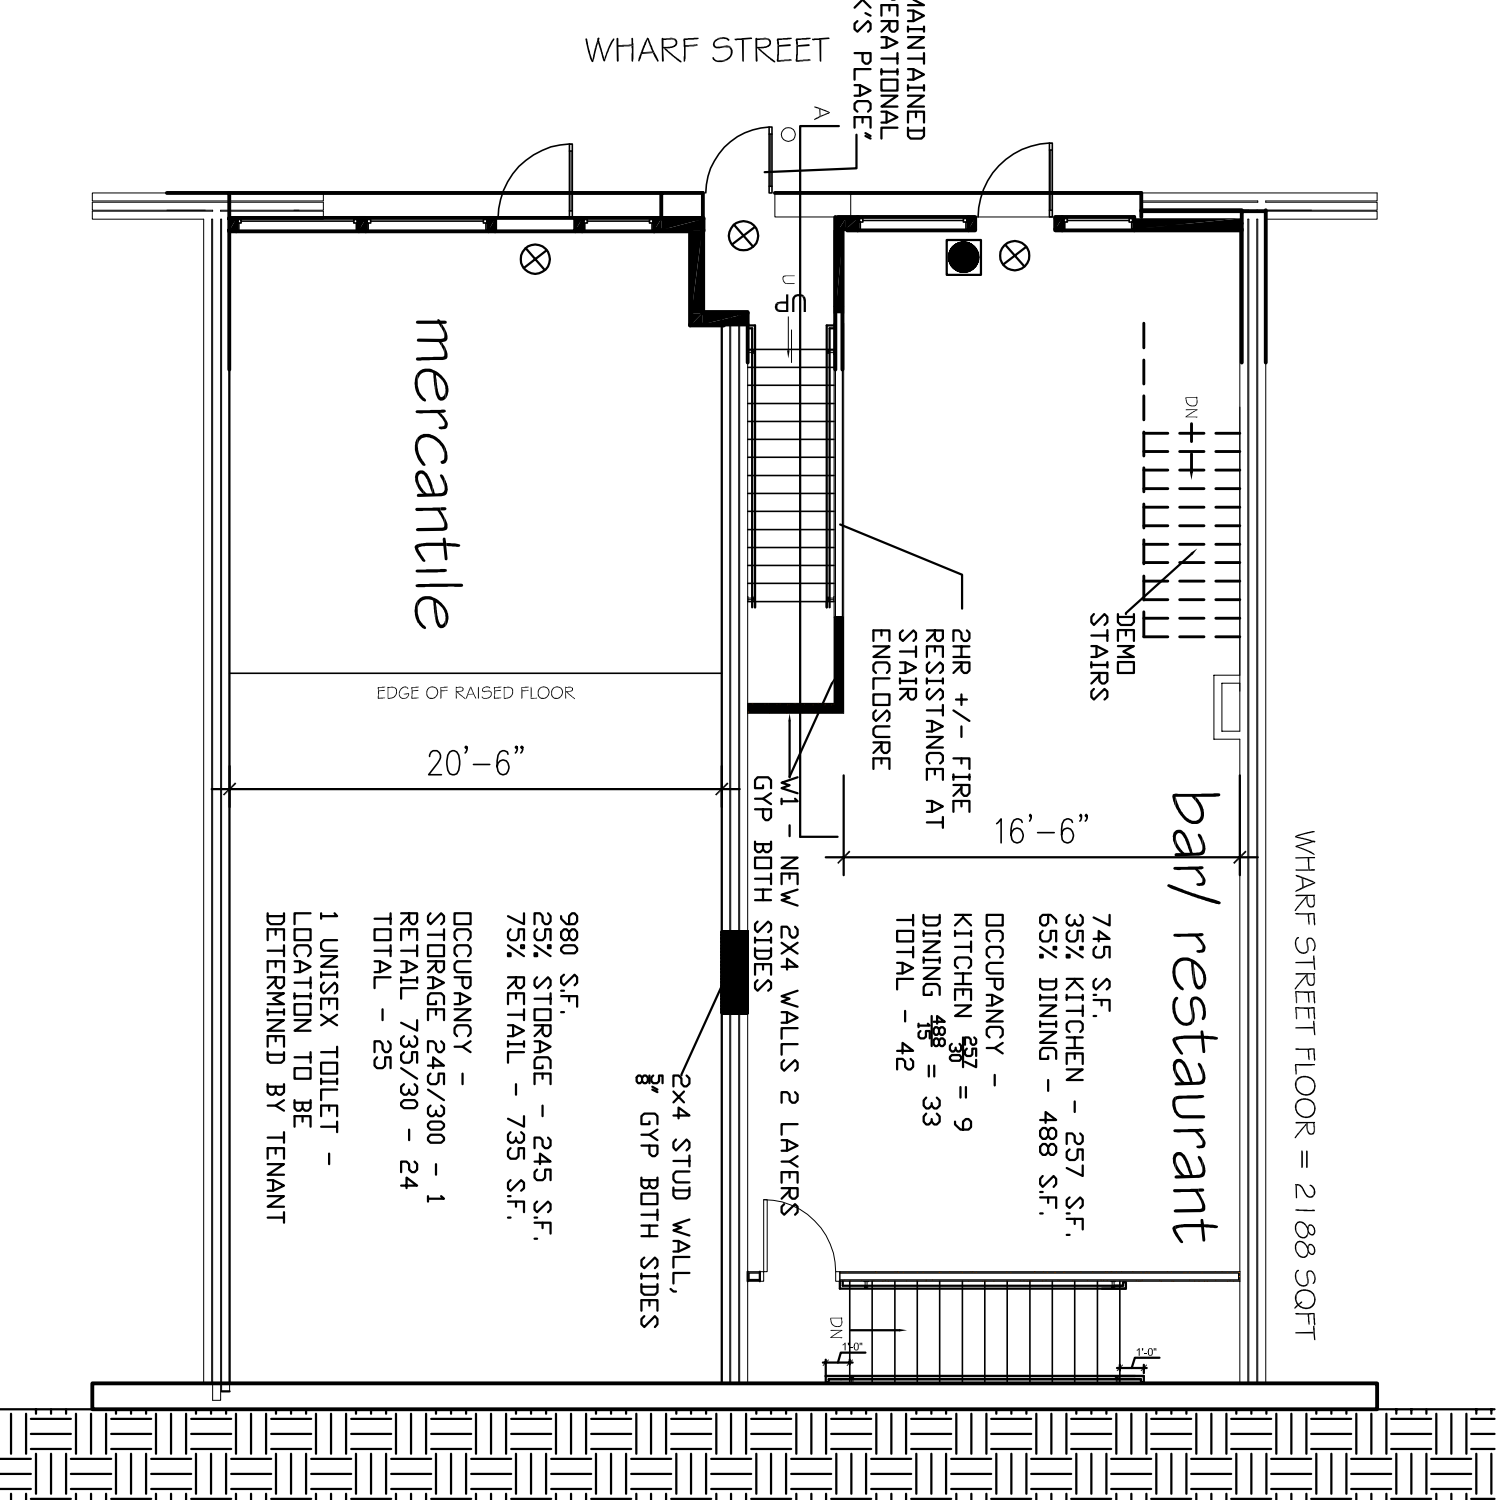 WHARF STREET
MAINTAINED
K'S PLACE"
A
O
U
UP
DN
mercantile
DEMO
STAIRS
2HR +/- FIRE
RESISTANCE AT
STAIR
ENCLOSURE
EDGE OF RAISED FLOOR
20'-6"
16'-6"
W1 - NEW 2X4 WALLS 2 LAYERS
GYP BOTH SIDES
bar/ restaurant
WHARF STREET FLOOR = 2188 SQFT
745 S.F.
35% KITCHEN - 257 S.F.
65% DINING - 488 S.F.
OCCUPANCY -
KITCHEN 257/30 = 9
DINING 488/15 = 33
TOTAL - 42
980 S.F.
25% STORAGE - 245 S.F.
75% RETAIL - 735 S.F.
OCCUPANCY -
STORAGE 245/300 - 1
RETAIL 735/30 - 24
TOTAL - 25
1 UNISEX TOILET -
LOCATION TO BE
DETERMINED BY TENANT
2x4 STUD WALL,
5/8" GYP BOTH SIDES
DN
1'-0"
1'-0"